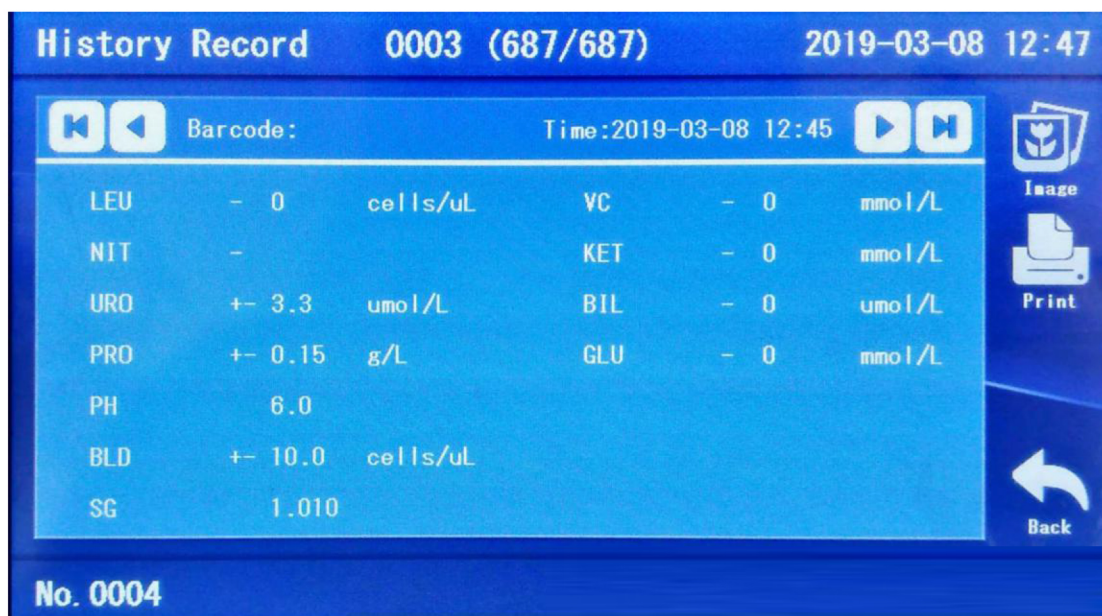 History Record 0003 (687/687) 2019-03-08 12:47
Barcode: Time:2019-03-08 12:45
LEU - 0 cells/uL VC - 0 mmol/L
NIT - KET - 0 mmol/L
URO +- 3.3 umol/L BIL - 0 umol/L
PRO +- 0.15 g/L GLU - 0 mmol/L
PH 6.0
BLD +- 10.0 cells/uL
SG 1.010
Image
Print
Back
No. 0004